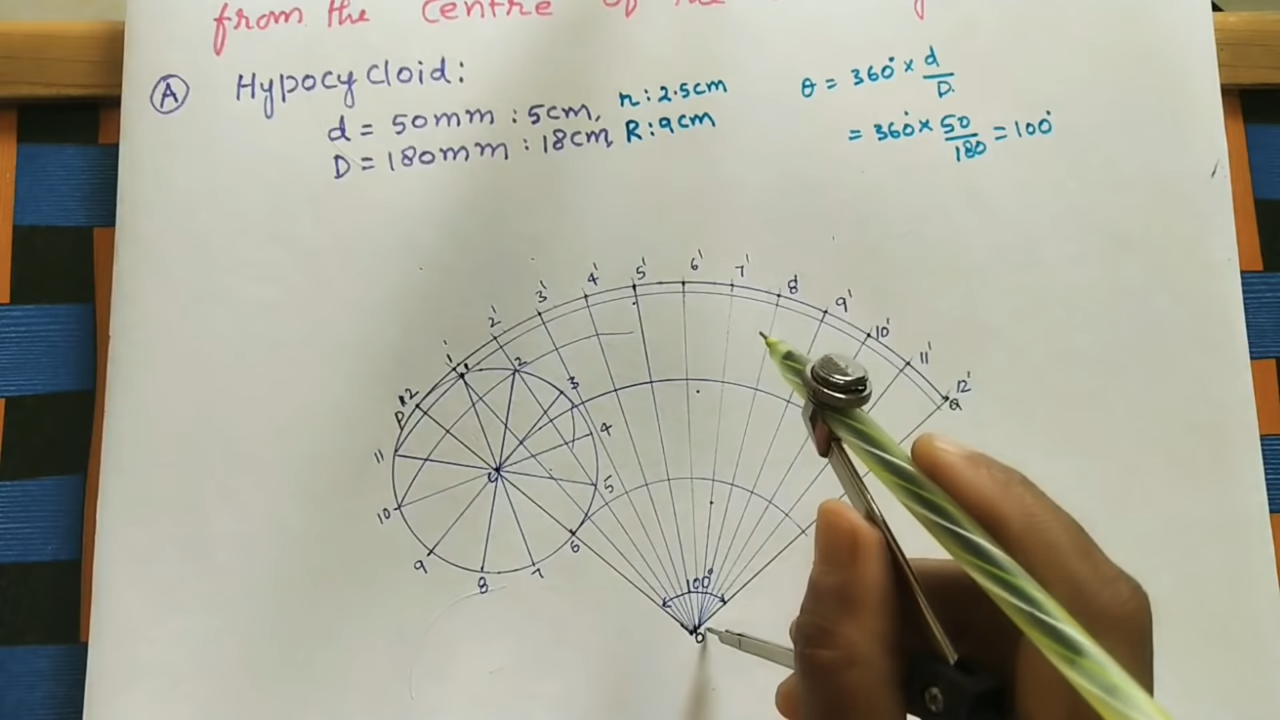 from the centre of the
Ⓐ Hypocycloid:
d = 50mm : 5cm, r : 2.5cm
D = 180mm : 18cm R : 9cm
θ = 360° × d/D.
= 360° × 50/180 = 100°
1' 2' 3' 4' 5' 6' 7' 8' 9' 10' 11' 12'
P 12 1 2 3 4 5 6 7 8 9 10 11
C
Q
100°
O